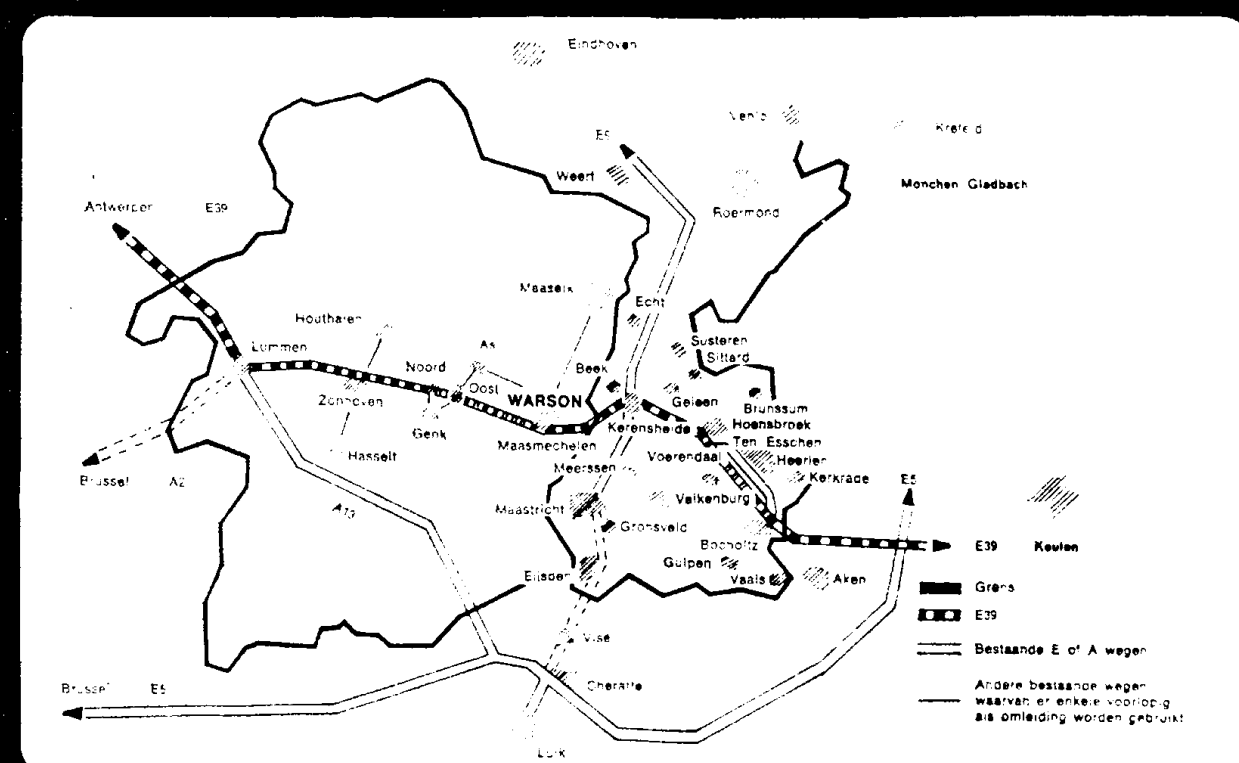 Eindhoven
E9
Venlo
Krefeld
Weert
Monchen Gladbach
Roermond
Antwerpen E39
Maaseik
Echt
Houthalen
Susteren
Sittard
Lummen
As
Noord
Oost
Beek
WARSON
Geleen
Brunssum
Zonhoven
Kerensheide
Hoensbroek
Genk
Maasmechelen
Ten Esschen
Hasselt
Meerssen
Voerendaal
Heerlen
Brussel A2
Kerkrade
E5
Valkenburg
A13
Maastricht
Gronsveld
Bocholtz
E39 Keulen
Gulpen
Eijsden
Vaals
Aken
Grens
E39
Visé
Bestaande E of A wegen
Cheratte
Brussel E5
Andere bestaande wegen
waarvan er enkele voorlopig
als omleiding worden gebruikt
Luik